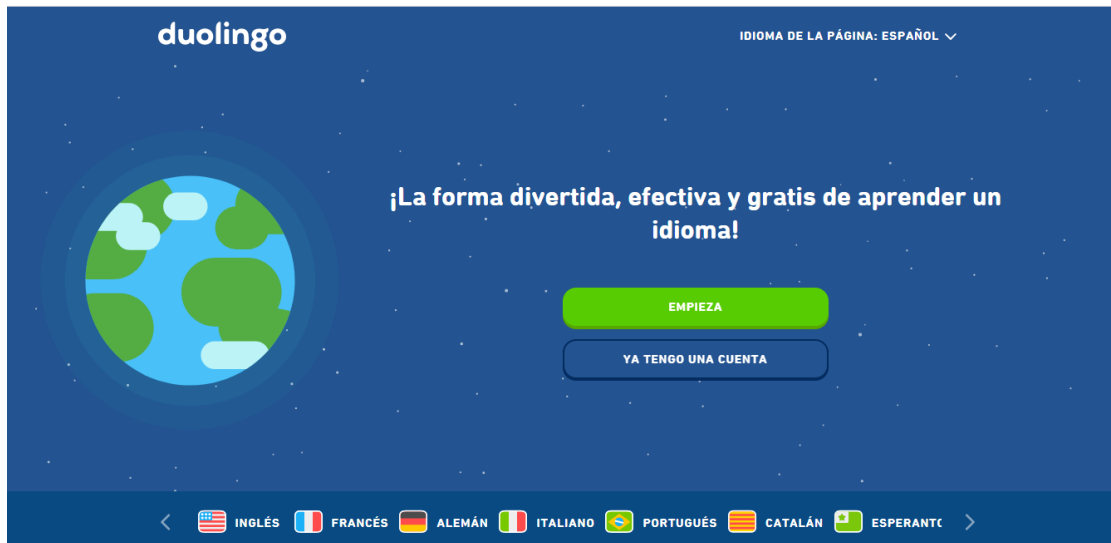 duolingo
IDIOMA DE LA PÁGINA: ESPAÑOL
¡La forma divertida, efectiva y gratis de aprender un
idioma!
EMPIEZA
YA TENGO UNA CUENTA
INGLÉS FRANCÉS ALEMÁN ITALIANO PORTUGUÉS CATALÁN ESPERANTO